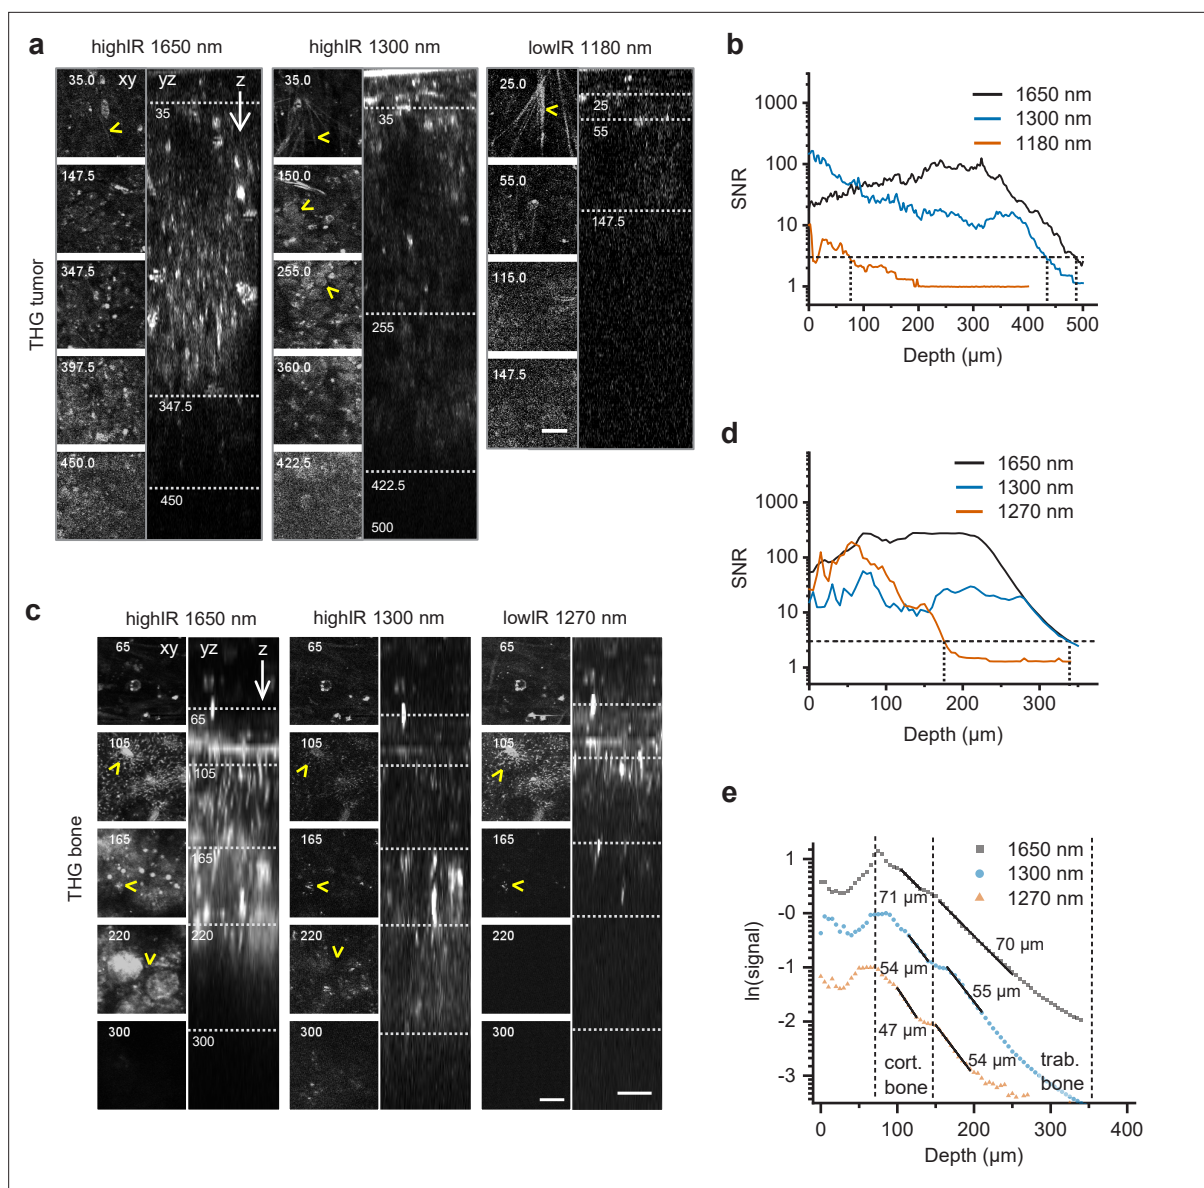 a
highIR 1650 nm
highIR 1300 nm
lowIR 1180 nm
THG tumor
35.0
xy
yz
z
35
147.5
347.5
397.5
347.5
450.0
450
35.0
35
150.0
255.0
255
360.0
422.5
422.5
500
25.0
25
55
55.0
147.5
115.0
147.5
b
1000
100
10
1
SNR
1650 nm
1300 nm
1180 nm
0
100
200
300
400
500
Depth (µm)
c
highIR 1650 nm
highIR 1300 nm
lowIR 1270 nm
THG bone
65
xy
yz
z
65
105
105
165
165
220
220
300
300
65
105
165
220
300
65
105
165
220
300
d
1000
100
10
1
SNR
1650 nm
1300 nm
1270 nm
0
100
200
300
Depth (µm)
e
1
-0
-1
-2
-3
ln(signal)
1650 nm
1300 nm
1270 nm
71 µm
70 µm
54 µm
55 µm
47 µm
54 µm
cort.
bone
trab.
bone
0
100
200
300
400
Depth (µm)